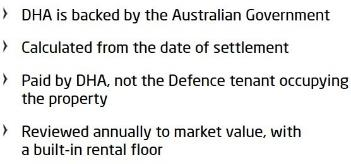 › DHA is backed by the Australian Government
› Calculated from the date of settlement
› Paid by DHA, not the Defence tenant occupying
the property
› Reviewed annually to market value, with
a built-in rental floor